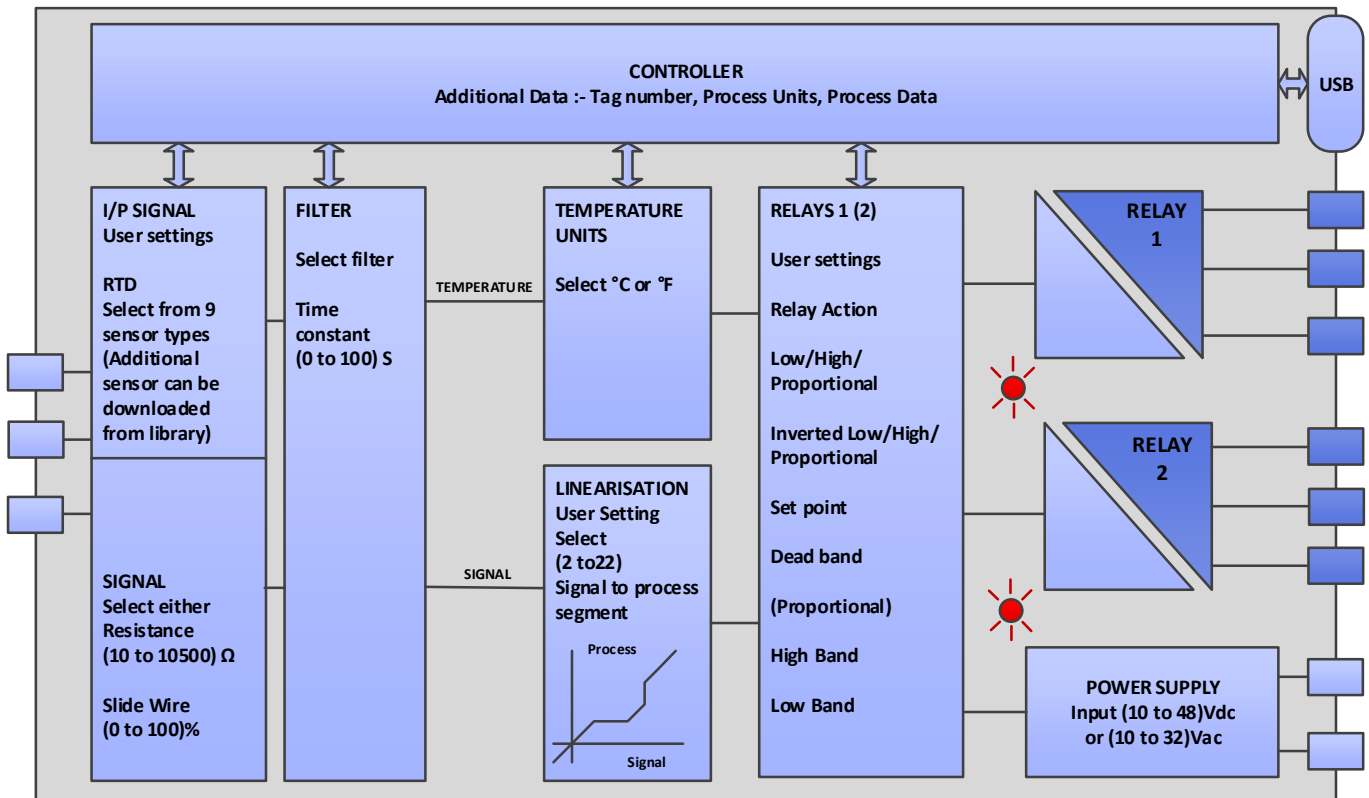 CONTROLLER
Additional Data :- Tag number, Process Units, Process Data
USB
I/P SIGNAL
User settings
RTD
Select from 9
sensor types
(Additional
sensor can be
downloaded
from library)
SIGNAL
Select either
Resistance
(10 to 10500) Ω
Slide Wire
(0 to 100)%
FILTER
Select filter
Time
constant
(0 to 100) S
TEMPERATURE
SIGNAL
TEMPERATURE
UNITS
Select °C or °F
LINEARISATION
User Setting
Select
(2 to22)
Signal to process
segment
Process
Signal
RELAYS 1 (2)
User settings
Relay Action
Low/High/
Proportional
Inverted Low/High/
Proportional
Set point
Dead band
(Proportional)
High Band
Low Band
RELAY
1
RELAY
2
POWER SUPPLY
Input (10 to 48)Vdc
or (10 to 32)Vac